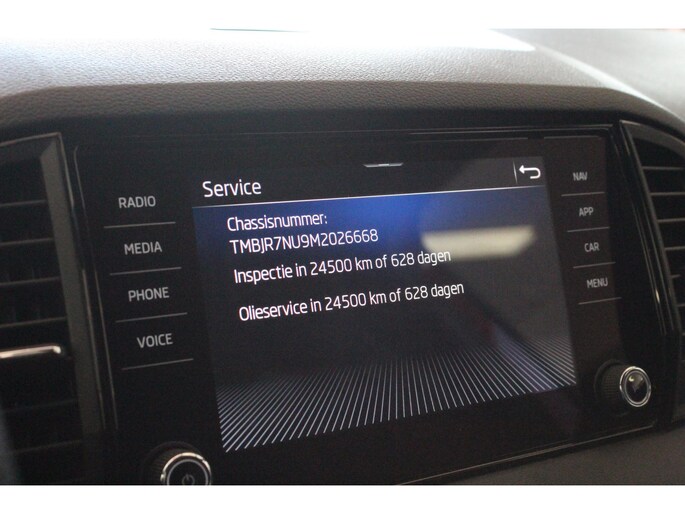 Service
Chassisnummer:
TMBJR7NU9M2026668
Inspectie in 24500 km of 628 dagen
Olieservice in 24500 km of 628 dagen
RADIO
MEDIA
PHONE
VOICE
NAV
APP
CAR
MENU